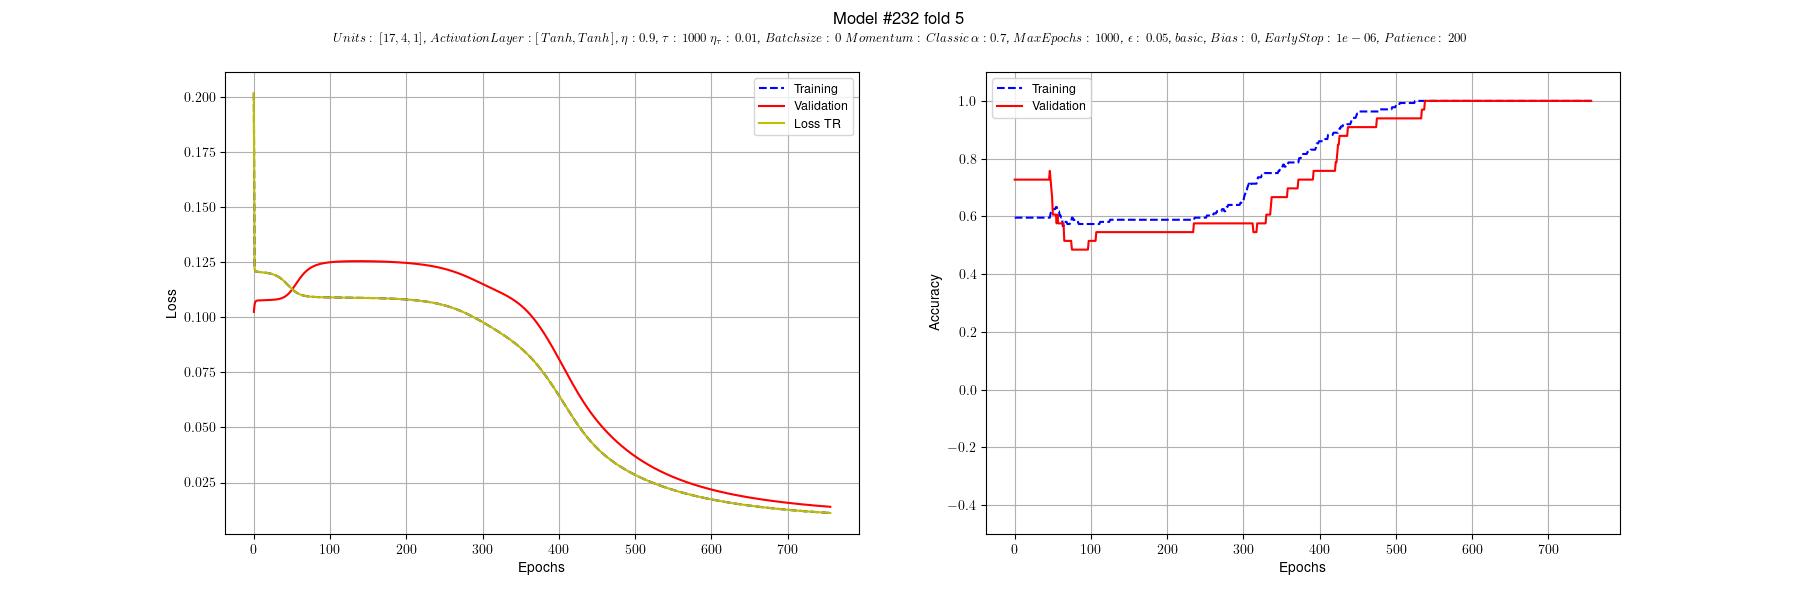 Model #232 fold 5
Units : [17, 4, 1], ActivationLayer : [Tanh, Tanh], η : 0.9, τ : 1000 η_τ : 0.01, Batchsize : 0 Momentum : Classic α : 0.7, MaxEpochs : 1000, ϵ : 0.05, basic, Bias : 0, EarlyStop : 1e − 06, Patience : 200
Training
Validation
Loss TR
0.200
0.175
0.150
0.125
0.100
0.075
0.050
0.025
Loss
0 100 200 300 400 500 600 700
Epochs
Training
Validation
1.0
0.8
0.6
0.4
0.2
0.0
−0.2
−0.4
Accuracy
0 100 200 300 400 500 600 700
Epochs